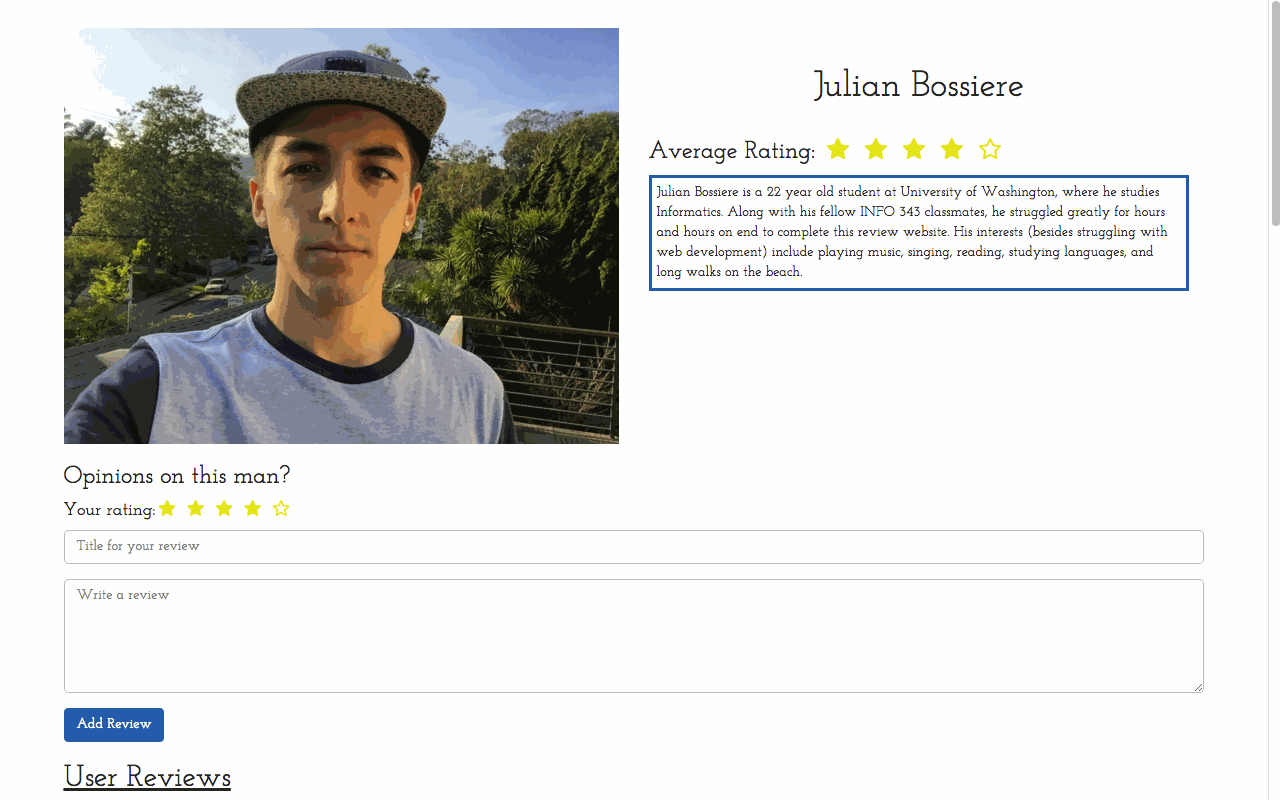 Julian Bossiere
Average Rating:
Julian Bossiere is a 22 year old student at University of Washington, where he studies
Informatics. Along with his fellow INFO 343 classmates, he struggled greatly for hours
and hours on end to complete this review website. His interests (besides struggling with
web development) include playing music, singing, reading, studying languages, and
long walks on the beach.
Opinions on this man?
Your rating:
Title for your review
Write a review
Add Review
User Reviews